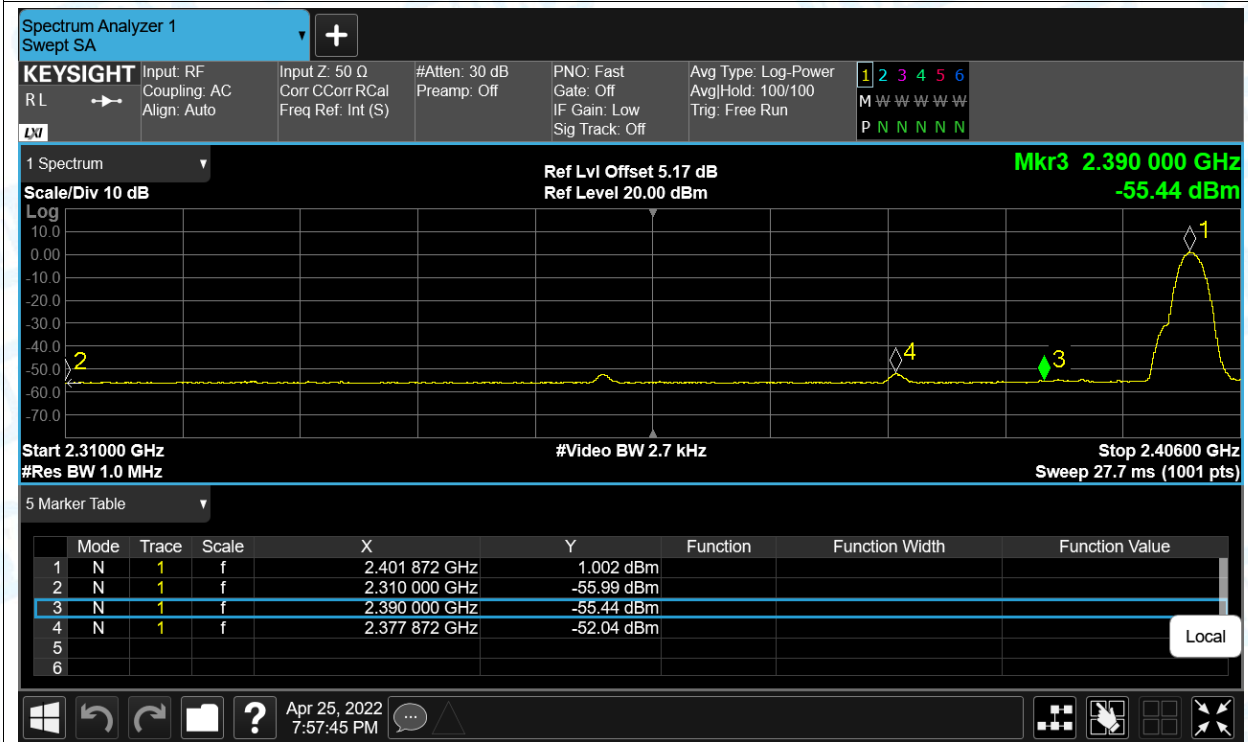 Spectrum Analyzer 1
Swept SA
+
KEYSIGHT
R L
LXI
Input: RF
Coupling: AC
Align: Auto
Input Z: 50 Ω
Corr CCorr RCal
Freq Ref: Int (S)
#Atten: 30 dB
Preamp: Off
PNO: Fast
Gate: Off
IF Gain: Low
Sig Track: Off
Avg Type: Log-Power
Avg|Hold: 100/100
Trig: Free Run
1 2 3 4 5 6
M W W W W W
P N N N N N
1 Spectrum
Scale/Div 10 dB
Ref Lvl Offset 5.17 dB
Ref Level 20.00 dBm
Mkr3 2.390 000 GHz
-55.44 dBm
Log
10.0
0.00
-10.0
-20.0
-30.0
-40.0
-50.0
-60.0
-70.0
2
4
3
1
Start 2.31000 GHz
#Res BW 1.0 MHz
#Video BW 2.7 kHz
Stop 2.40600 GHz
Sweep 27.7 ms (1001 pts)
5 Marker Table
Mode Trace Scale X Y Function Function Width Function Value
1 N 1 f 2.401 872 GHz 1.002 dBm
2 N 1 f 2.310 000 GHz -55.99 dBm
3 N 1 f 2.390 000 GHz -55.44 dBm
4 N 1 f 2.377 872 GHz -52.04 dBm
5
6
Local
?
Apr 25, 2022
7:57:45 PM